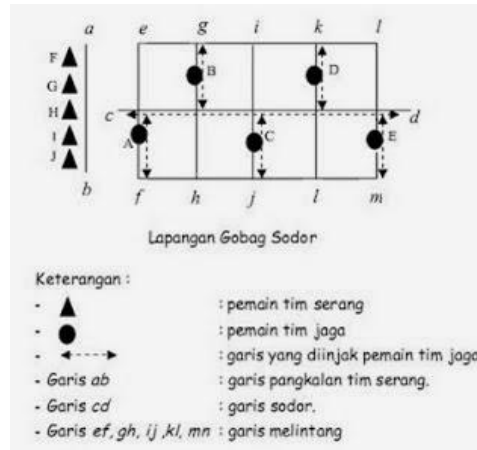 a e g i k l
F
G B D
H
c d
I A C E
J
b f h j l m
Lapangan Gobag Sodor
Keterangan :
- : pemain tim serang
- : pemain tim jaga
- : garis yang diinjak pemain tim jaga
- Garis ab : garis pangkalan tim serang.
- Garis cd : garis sodor.
- Garis ef, gh, ij ,kl, mn : garis melintang